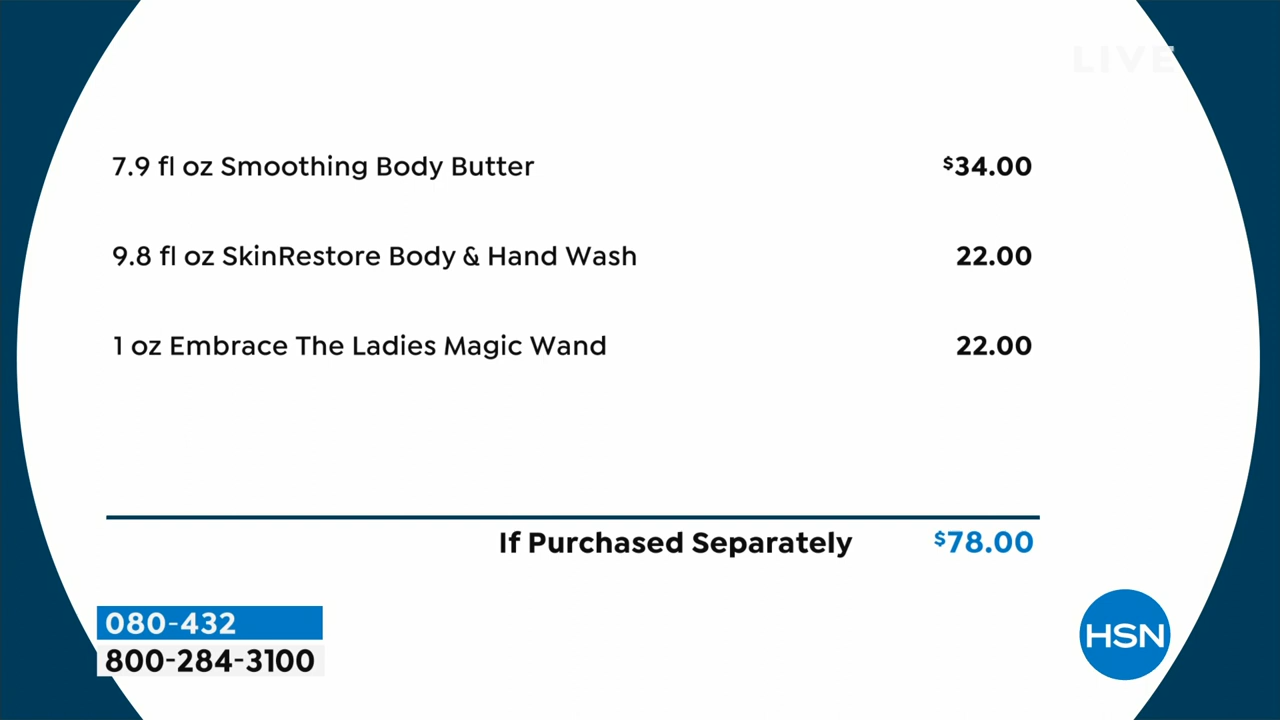 LIVE
7.9 fl oz Smoothing Body Butter $34.00
9.8 fl oz SkinRestore Body & Hand Wash 22.00
1 oz Embrace The Ladies Magic Wand 22.00
If Purchased Separately $78.00
080-432
800-284-3100
HSN